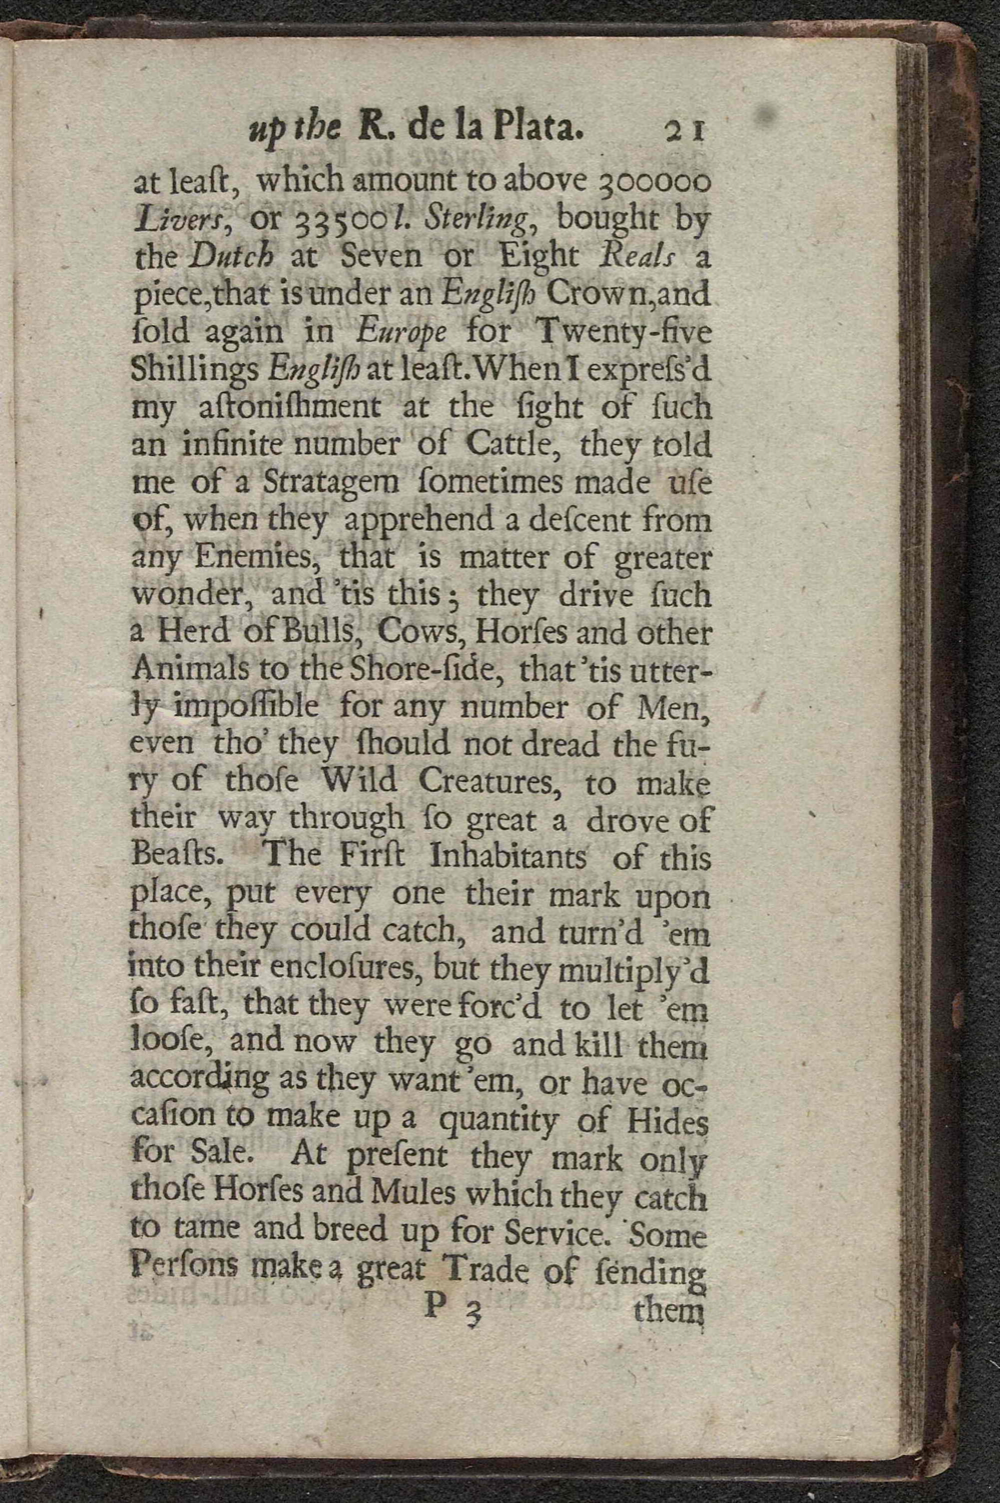 up the R. de la Plata. 21
at leaſt, which amount to above 300000
Livers, or 33500 l. Sterling, bought by
the Dutch at Seven or Eight Reals a
piece,that is under an Engliſh Crown,and
ſold again in Europe for Twenty-five
Shillings Engliſh at leaſt.When I expreſs'd
my aſtoniſhment at the ſight of ſuch
an infinite number of Cattle, they told
me of a Stratagem ſometimes made uſe
of, when they apprehend a deſcent from
any Enemies, that is matter of greater
wonder, and 'tis this; they drive ſuch
a Herd of Bulls, Cows, Horſes and other
Animals to the Shore-ſide, that 'tis utter-
ly impoſſible for any number of Men,
even tho' they ſhould not dread the fu-
ry of thoſe Wild Creatures, to make
their way through ſo great a drove of
Beaſts. The Firſt Inhabitants of this
place, put every one their mark upon
thoſe they could catch, and turn'd 'em
into their encloſures, but they multiply'd
ſo faſt, that they were forc'd to let 'em
looſe, and now they go and kill them
according as they want 'em, or have oc-
caſion to make up a quantity of Hides
for Sale. At preſent they mark only
thoſe Horſes and Mules which they catch
to tame and breed up for Service. Some
Perſons make a great Trade of ſending
P 3 them